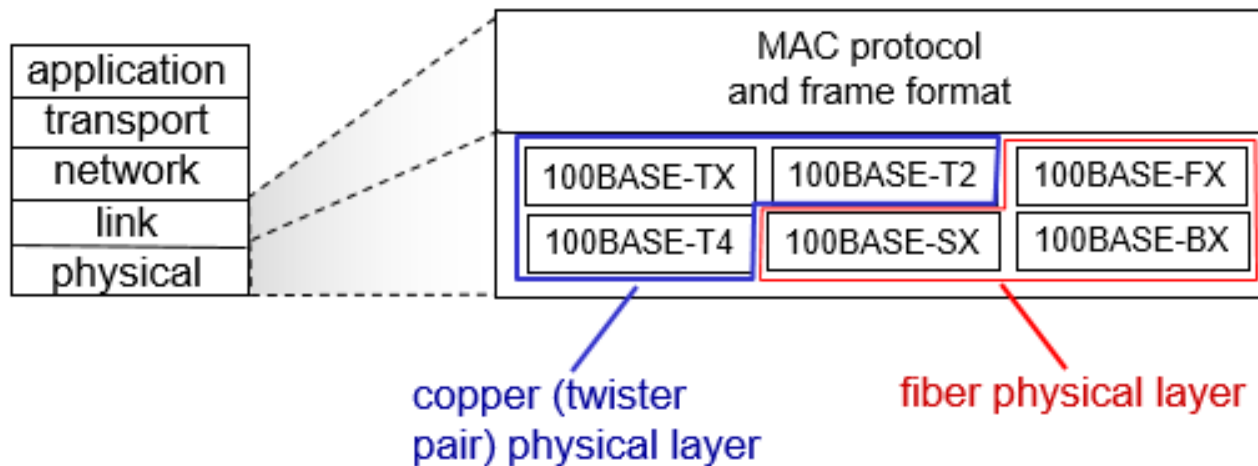 application
transport
network
link
physical
MAC protocol
and frame format
100BASE-TX
100BASE-T2
100BASE-FX
100BASE-T4
100BASE-SX
100BASE-BX
copper (twister
pair) physical layer
fiber physical layer